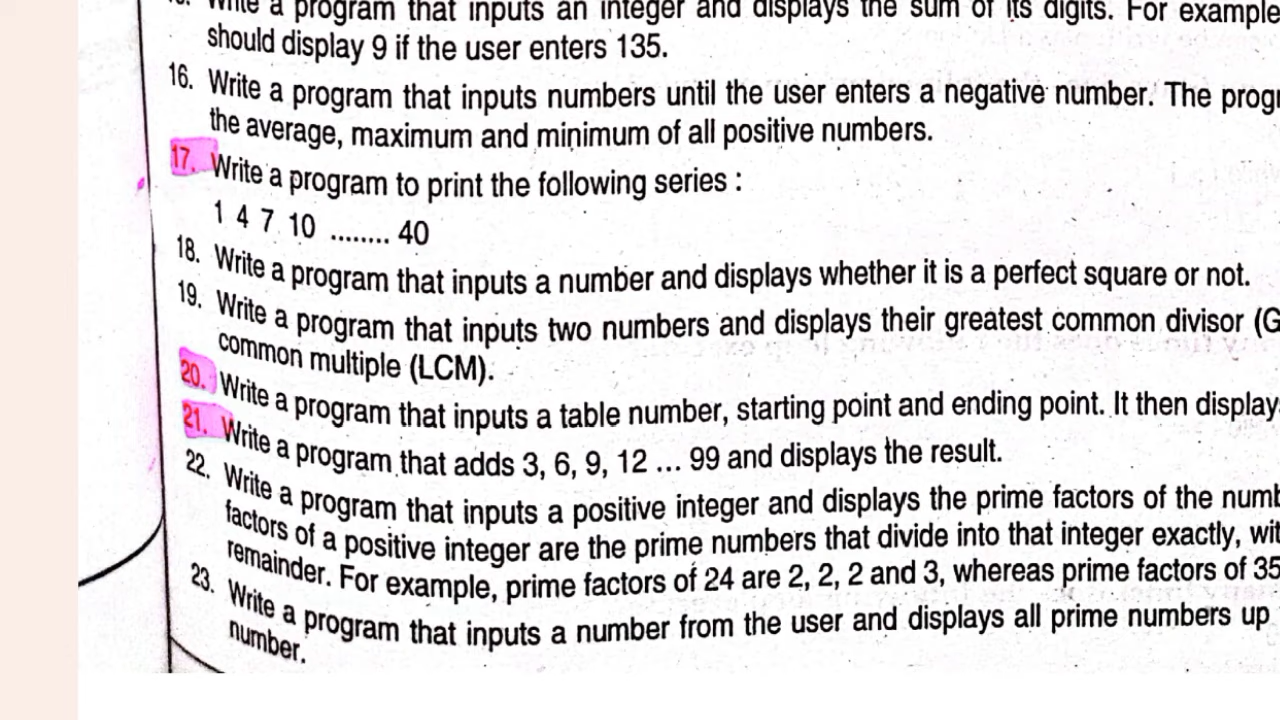 Write a program that inputs an integer and displays the sum of its digits. For example
should display 9 if the user enters 135.
16. Write a program that inputs numbers until the user enters a negative number. The progr
the average, maximum and minimum of all positive numbers.
17. Write a program to print the following series :
1 4 7 10 ........ 40
18. Write a program that inputs a number and displays whether it is a perfect square or not.
19. Write a program that inputs two numbers and displays their greatest common divisor (G
common multiple (LCM).
20. Write a program that inputs a table number, starting point and ending point. It then display
21. Write a program that adds 3, 6, 9, 12 ... 99 and displays the result.
22. Write a program that inputs a positive integer and displays the prime factors of the numb
factors of a positive integer are the prime numbers that divide into that integer exactly, wit
remainder. For example, prime factors of 24 are 2, 2, 2 and 3, whereas prime factors of 35
23. Write a program that inputs a number from the user and displays all prime numbers up
number.